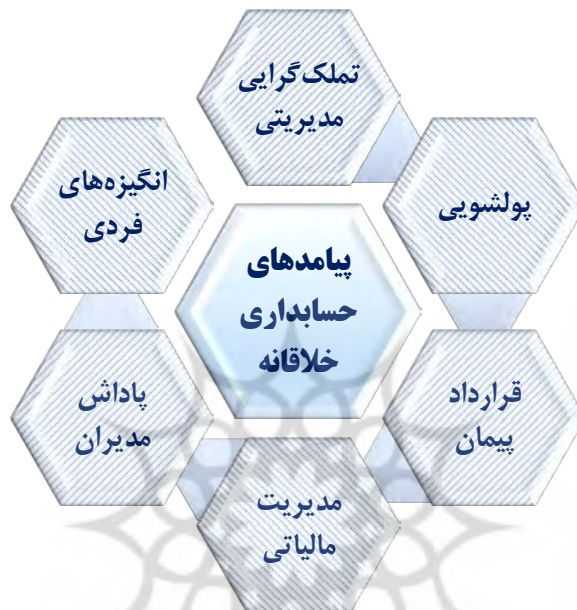 تملک‌گرایی
مدیریتی
پولشویی
قرارداد
پیمان
مدیریت
مالیاتی
پاداش
مدیران
انگیزه‌های
فردی
پیامدهای
حسابداری
خلاقانه